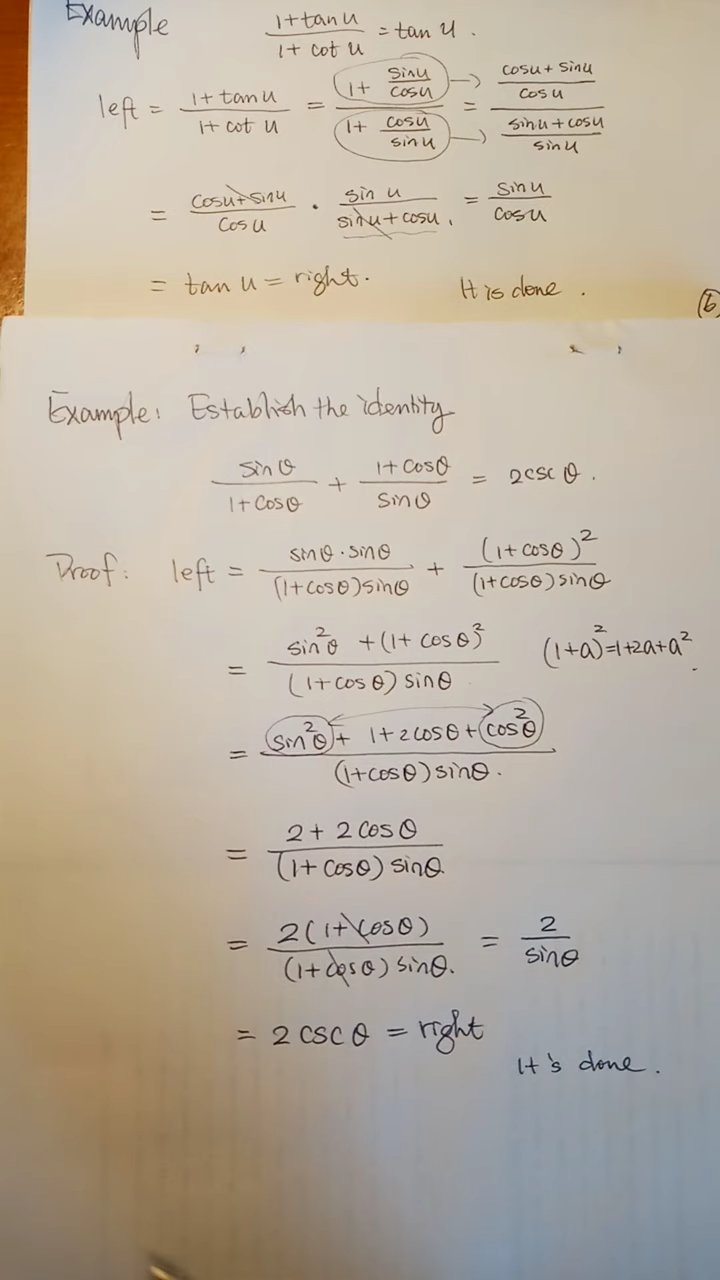 Example (1+tan u)/(1+cot u) = tan u.
left = (1+tan u)/(1+cot u) = (1+ sin u/cos u)/(1+ cos u/sin u) = ((cos u + sin u)/cos u)/((sin u + cos u)/sin u)
= (cos u + sin u)/(cos u) · (sin u)/(sin u + cos u) = sin u/cos u
= tan u = right. It is done.
(6)
Example: Establish the identity
sin θ/(1+cos θ) + (1+cos θ)/sin θ = 2csc θ.
Proof: left = (sin θ · sin θ)/((1+cos θ) sin θ) + (1+cos θ)²/((1+cos θ) sin θ)
= (sin²θ + (1+ cos θ)²)/((1+cos θ) sin θ) (1+a)²=1+2a+a².
= (sin²θ + 1+2cos θ + cos²θ)/((1+cos θ) sin θ).
= (2+ 2 cos θ)/((1+ cos θ) sin θ.)
= 2(1+cos θ)/((1+cos θ) sin θ.) = 2/sin θ
= 2 csc θ = right
It's done.